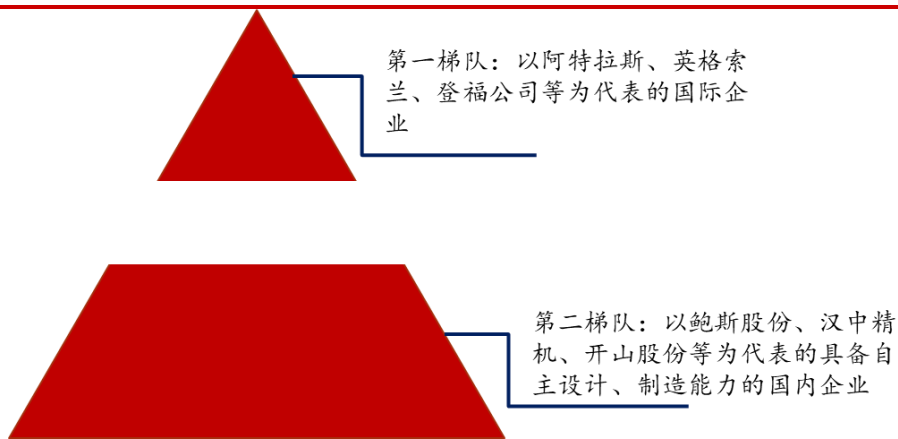 第一梯队：以阿特拉斯、英格索
兰、登福公司等为代表的国际企
业
第二梯队：以鲍斯股份、汉中精
机、开山股份等为代表的具备自
主设计、制造能力的国内企业